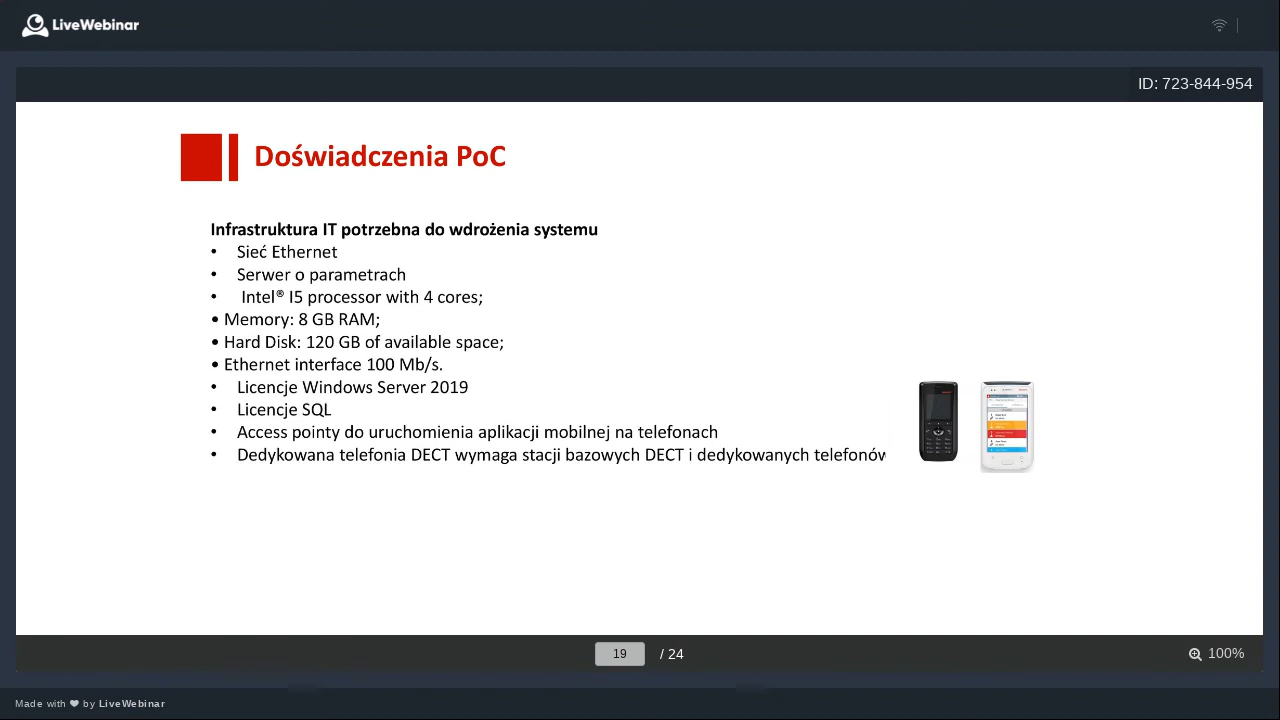 LiveWebinar
ID: 723-844-954
Doświadczenia PoC
Infrastruktura IT potrzebna do wdrożenia systemu
• Sieć Ethernet
• Serwer o parametrach
• Intel® I5 processor with 4 cores;
• Memory: 8 GB RAM;
• Hard Disk: 120 GB of available space;
• Ethernet interface 100 Mb/s.
• Licencje Windows Server 2019
• Licencje SQL
• Access pointy do uruchomienia aplikacji mobilnej na telefonach
• Dedykowana telefonia DECT wymaga stacji bazowych DECT i dedykowanych telefonów
19 / 24
100%
Made with ❤ by LiveWebinar